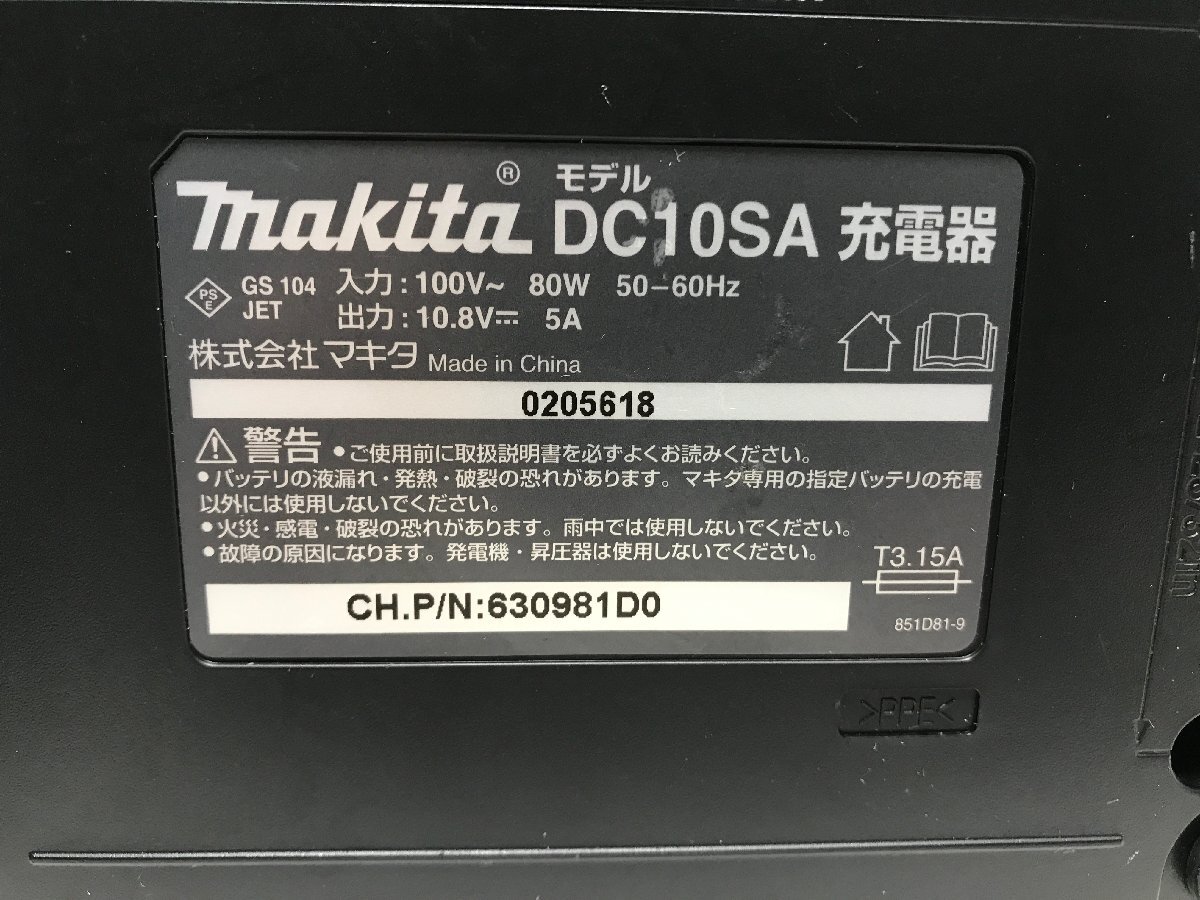 makita® モデル DC10SA 充電器
PSE GS 104 JET 入力：100V~ 80W 50-60Hz
出力：10.8V⎓ 5A
株式会社 マキタ Made in China
0205618
⚠警告 ●ご使用前に取扱説明書を必ずよくお読みください。
●バッテリの液漏れ・発熱・破裂の恐れがあります。マキタ専用の指定バッテリの充電
以外には使用しないでください。
●火災・感電・破裂の恐れがあります。雨中では使用しないでください。
●故障の原因になります。発電機・昇圧器は使用しないでください。
T3.15A
CH.P/N:630981D0
851D81-9
>PPE<